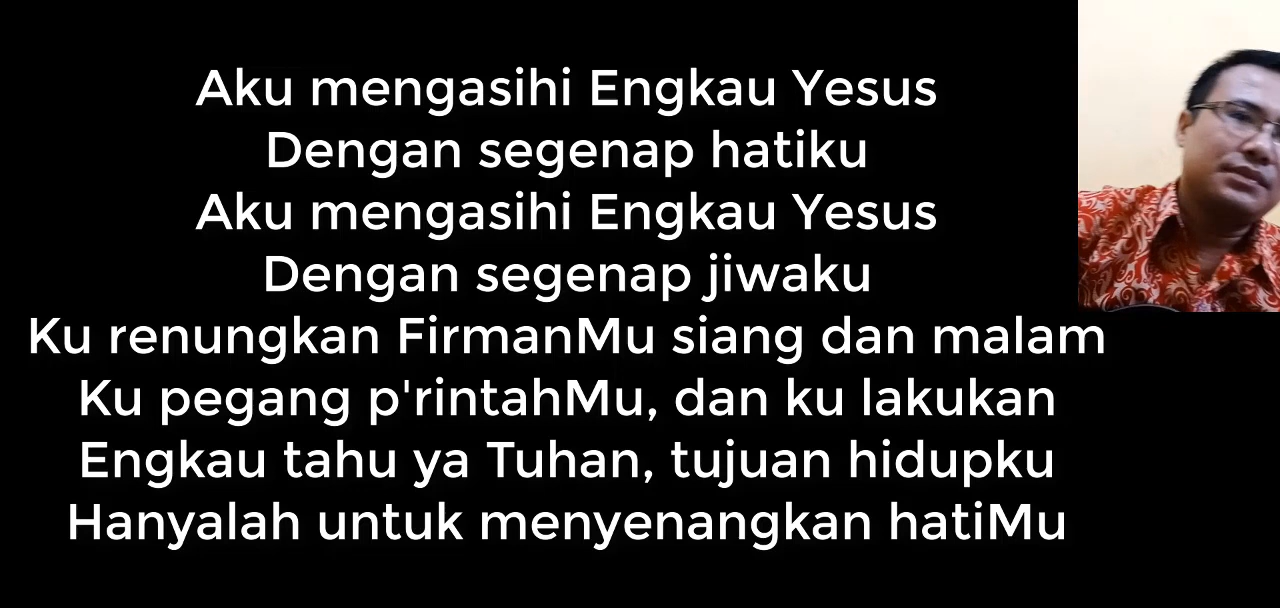 Aku mengasihi Engkau Yesus
Dengan segenap hatiku
Aku mengasihi Engkau Yesus
Dengan segenap jiwaku
Ku renungkan FirmanMu siang dan malam
Ku pegang p'rintahMu, dan ku lakukan
Engkau tahu ya Tuhan, tujuan hidupku
Hanyalah untuk menyenangkan hatiMu